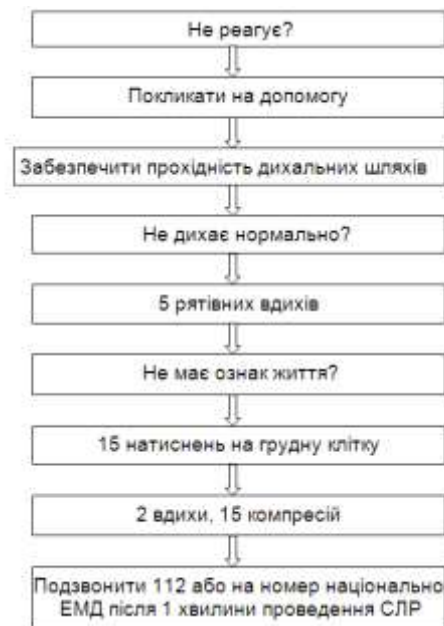 Не реагує?
Покликати на допомогу
Забезпечити прохідність дихальних шляхів
Не дихає нормально?
5 рятівних вдихів
Не має ознак життя?
15 натиснень на грудну клітку
2 вдихи, 15 компресій
Подзвонити 112 або на номер національно
ЕМД після 1 хвилини проведення СЛР